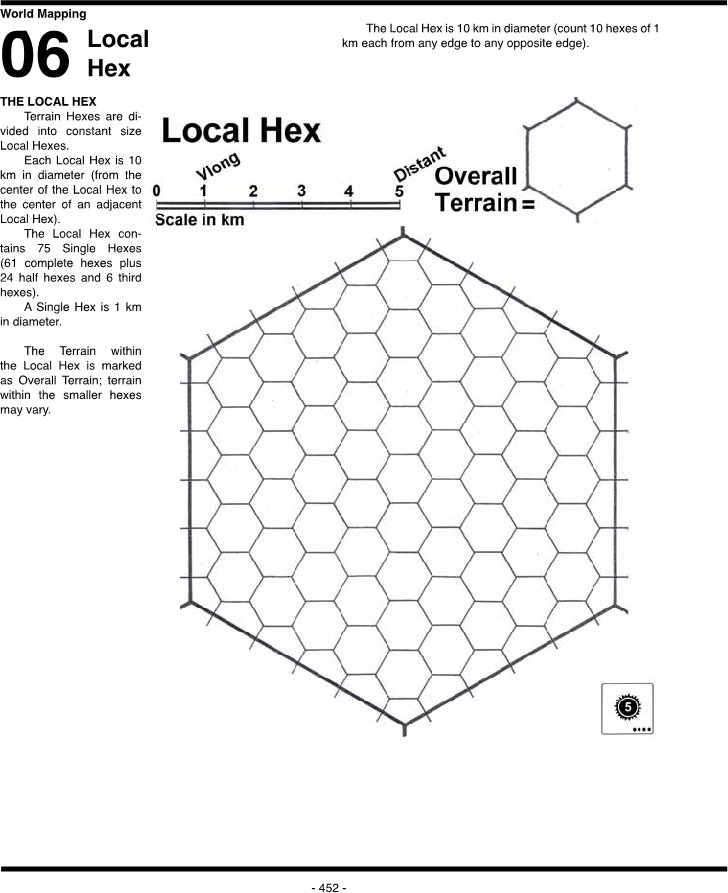 World Mapping
06 Local
Hex
The Local Hex is 10 km in diameter (count 10 hexes of 1
km each from any edge to any opposite edge).
THE LOCAL HEX
Terrain Hexes are di-
vided into constant size
Local Hexes.
Each Local Hex is 10
km in diameter (from the
center of the Local Hex to
the center of an adjacent
Local Hex).
The Local Hex con-
tains 75 Single Hexes
(61 complete hexes plus
24 half hexes and 6 third
hexes).
A Single Hex is 1 km
in diameter.
The Terrain within
the Local Hex is marked
as Overall Terrain; terrain
within the smaller hexes
may vary.
Local Hex
Vlong Distant
0 1 2 3 4 5
Scale in km
Overall
Terrain =
5
- 452 -